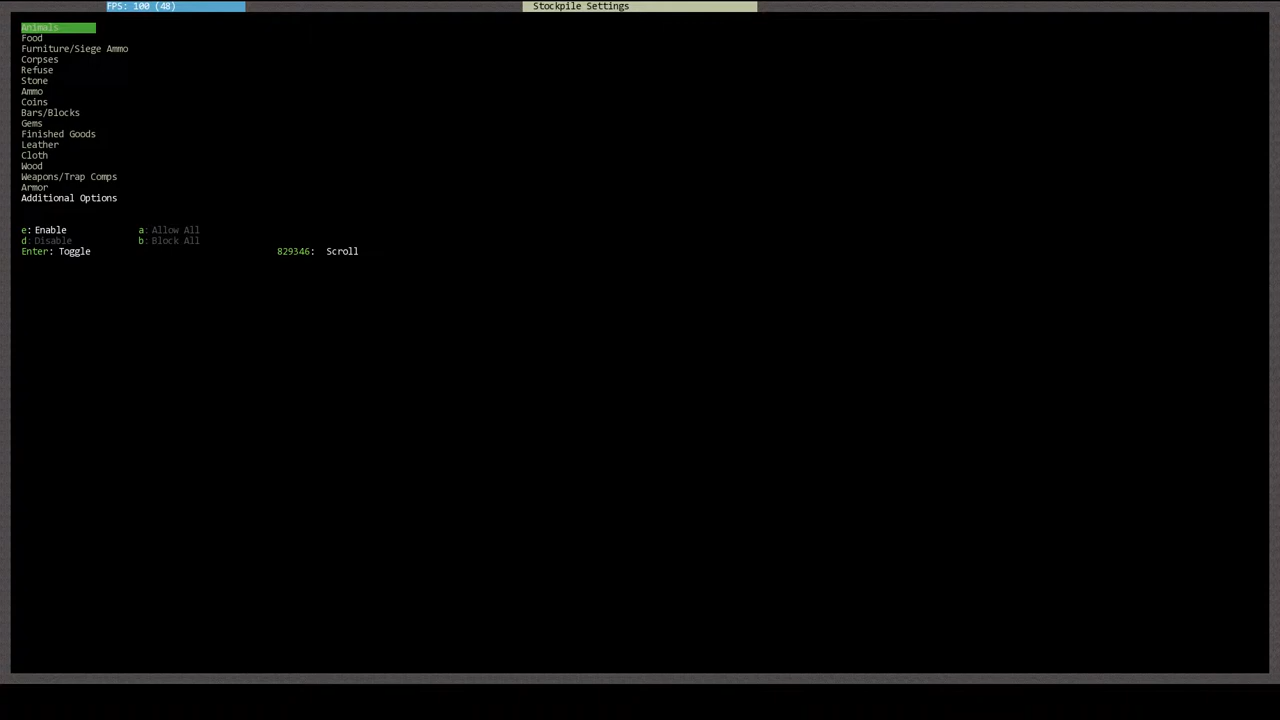 FPS: 100 (48)
Stockpile Settings
Animals
Food
Furniture/Siege Ammo
Corpses
Refuse
Stone
Ammo
Coins
Bars/Blocks
Gems
Finished Goods
Leather
Cloth
Wood
Weapons/Trap Comps
Armor
Additional Options
e: Enable a: Allow All
d: Disable b: Block All
Enter: Toggle 829346: Scroll